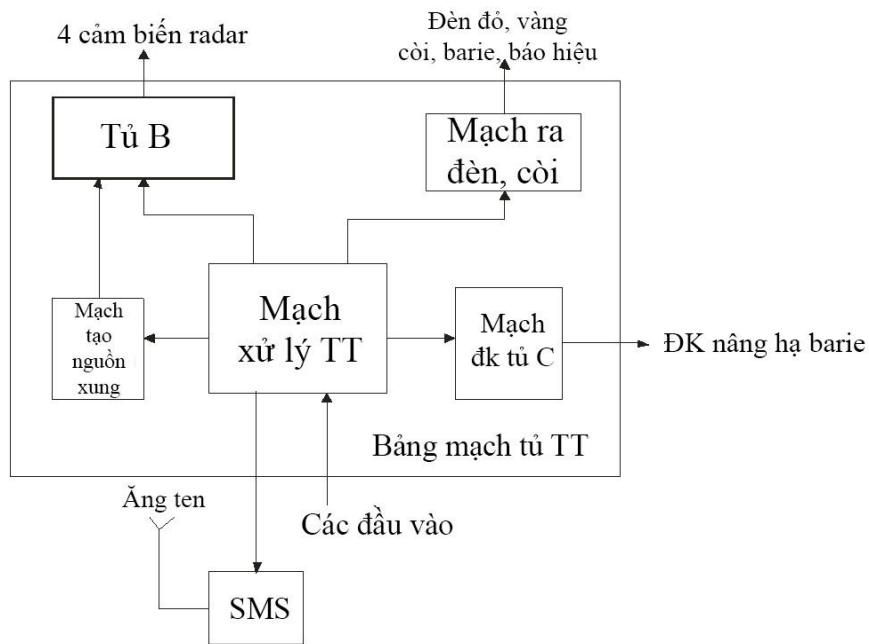 4 cảm biến radar
Đèn đỏ, vàng
còi, barie, báo hiệu
Tủ B
Mạch ra
đèn, còi
Mạch
tạo
nguồn
xung
Mạch
xử lý TT
Mạch
đk tủ C
ĐK nâng hạ barie
Bảng mạch tủ TT
Ăng ten
Các đầu vào
SMS